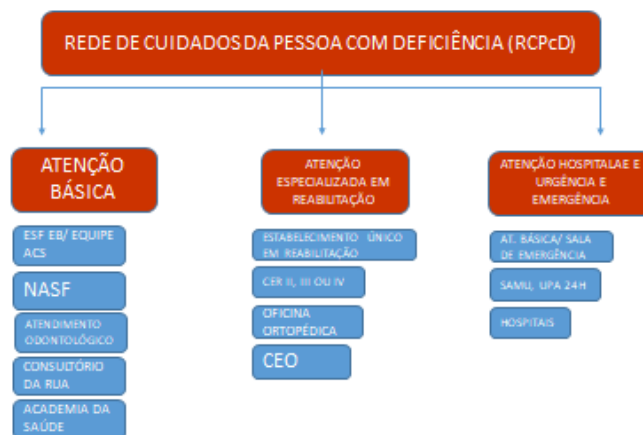 REDE DE CUIDADOS DA PESSOA COM DEFICIÊNCIA (RCPcD)
ATENÇÃO
BÁSICA
ESF EB/ EQUIPE
ACS
NASF
ATENDIMENTO
ODONTOLÓGICO
CONSULTÓRIO
DA RUA
ACADEMIA DA
SAÚDE
ATENÇÃO
ESPECIALIZADA EM
REABILITAÇÃO
ESTABELECIMENTO ÚNICO
EM REABILITAÇÃO
CER II, III OU IV
OFICINA
ORTOPÉDICA
CEO
ATENÇÃO HOSPITALAE E
URGÊNCIA E
EMERGÊNCIA
AT. BÁSICA/ SALA
DE EMERGÊNCIA
SAMU, UPA 24H
HOSPITAIS